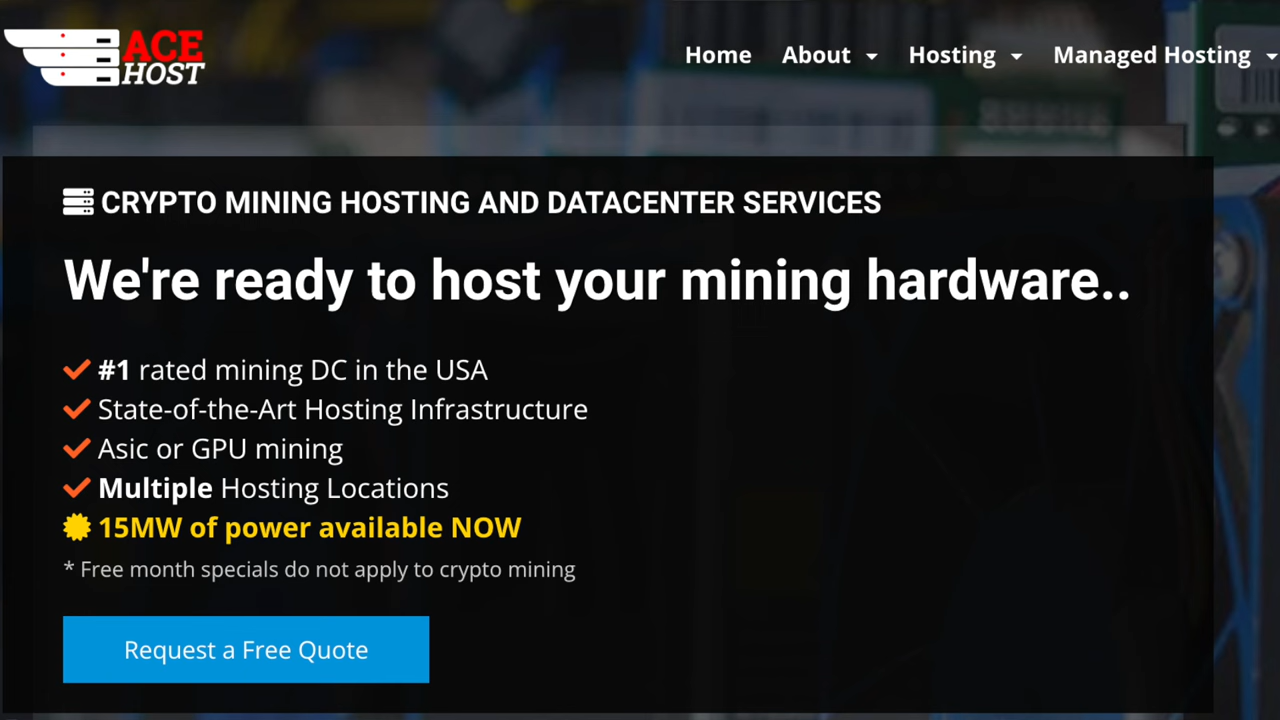 ACE
HOST
Home About Hosting Managed Hosting
CRYPTO MINING HOSTING AND DATACENTER SERVICES
We're ready to host your mining hardware..
#1 rated mining DC in the USA
State-of-the-Art Hosting Infrastructure
Asic or GPU mining
Multiple Hosting Locations
15MW of power available NOW
* Free month specials do not apply to crypto mining
Request a Free Quote